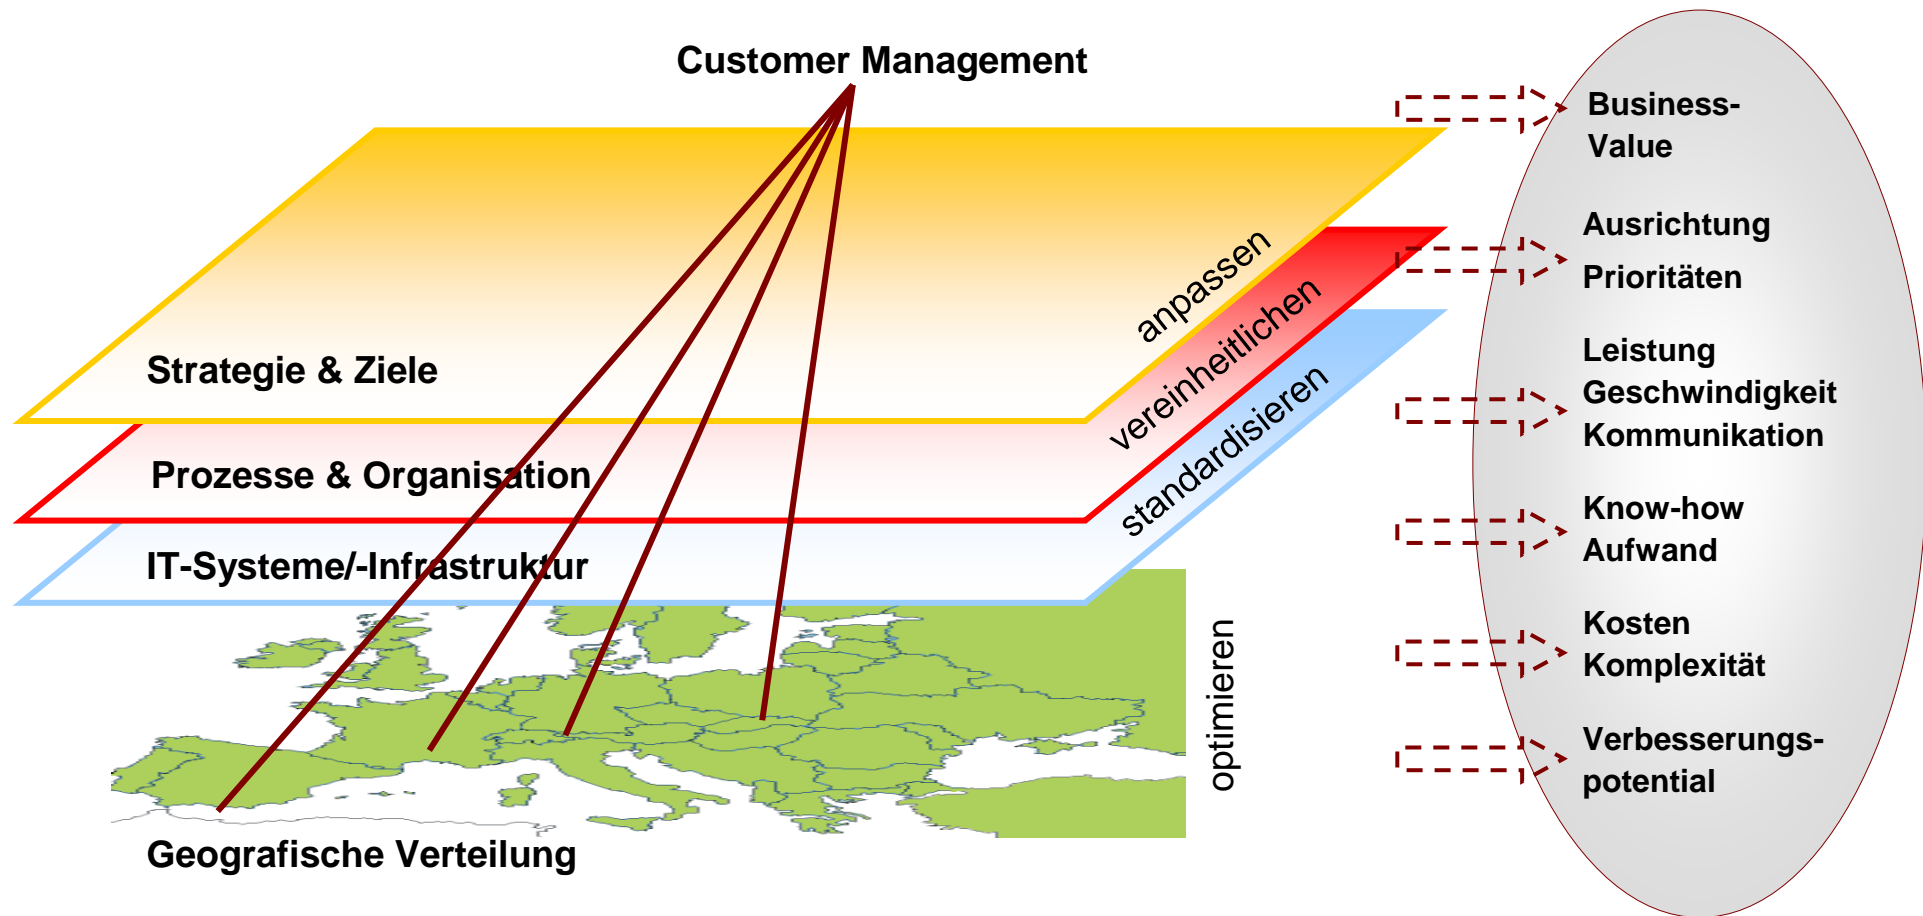 Customer Management
Strategie & Ziele
anpassen
Prozesse & Organisation
vereinheitlichen
IT-Systeme/-Infrastruktur
standardisieren
optimieren
Geografische Verteilung
Business-
Value
Ausrichtung
Prioritäten
Leistung
Geschwindigkeit
Kommunikation
Know-how
Aufwand
Kosten
Komplexität
Verbesserungs-
potential